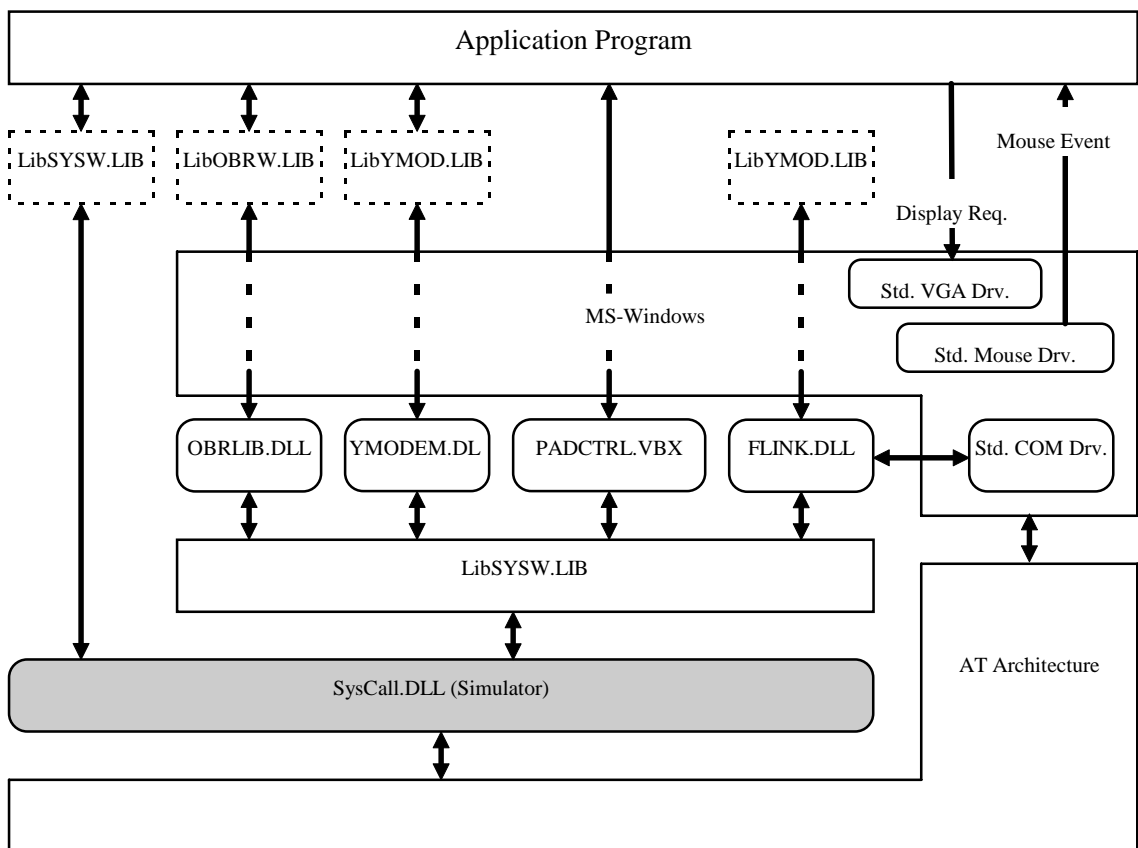 Application Program
LibSYSW.LIB
LibOBRW.LIB
LibYMOD.LIB
LibYMOD.LIB
Mouse Event
Display Req.
Std. VGA Drv.
MS-Windows
Std. Mouse Drv.
OBRLIB.DLL
YMODEM.DL
PADCTRL.VBX
FLINK.DLL
Std. COM Drv.
LibSYSW.LIB
AT Architecture
SysCall.DLL (Simulator)